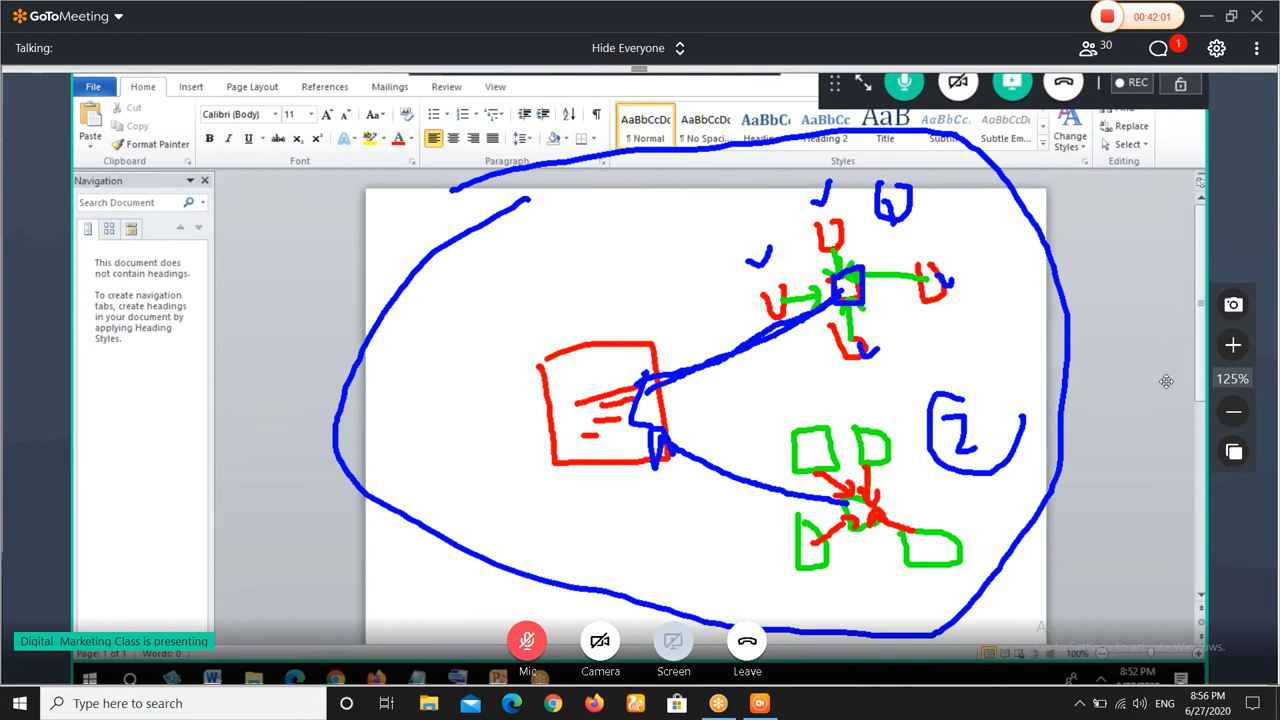 GoToMeeting
00:42:01
Talking:
Hide Everyone
30
1
File
Home
Insert
Page Layout
References
Mailings
Review
View
REC
Cut
Copy
Paste
Format Painter
Clipboard
Calibri (Body)
11
Font
Paragraph
AaBbCcDc
¶ Normal
AaBbCcDc
¶ No Spaci...
AaBbCc
AaBbCc
AaB
Title
AaBbCc.
Subtitle
AaBbCcDc
Subtle Em...
Styles
Change
Styles
Replace
Select
Editing
Navigation
Search Document
This document
does not
contain headings.
To create navigation
tabs, create headings
in your document by
applying Heading
Styles.
2
125%
Digital Marketing Class is presenting
Page: 1 of 1
Words: 0
100%
Mic
Camera
Screen
Leave
8:52 PM
Type here to search
ENG
8:56 PM
6/27/2020